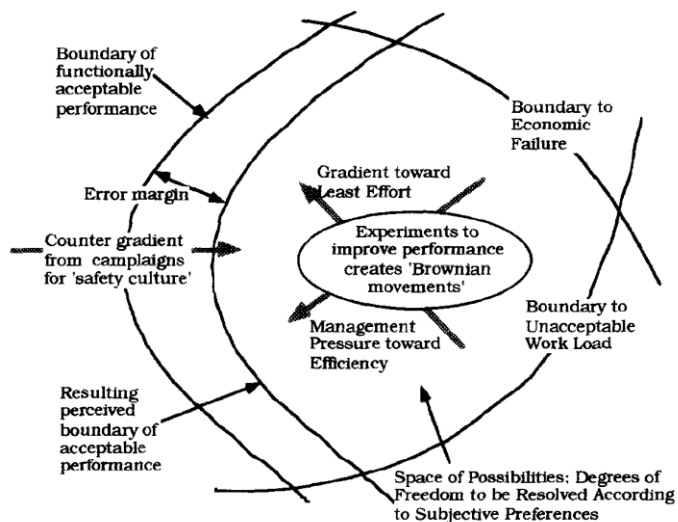 Boundary of
functionally
acceptable
performance
Boundary to
Economic
Failure
Gradient toward
Least Effort
Error margin
Experiments to
improve performance
creates 'Brownian
movements'
Counter gradient
from campaigns
for 'safety culture'
Management
Pressure toward
Efficiency
Boundary to
Unacceptable
Work Load
Resulting
perceived
boundary of
acceptable
performance
Space of Possibilities; Degrees of
Freedom to be Resolved According
to Subjective Preferences